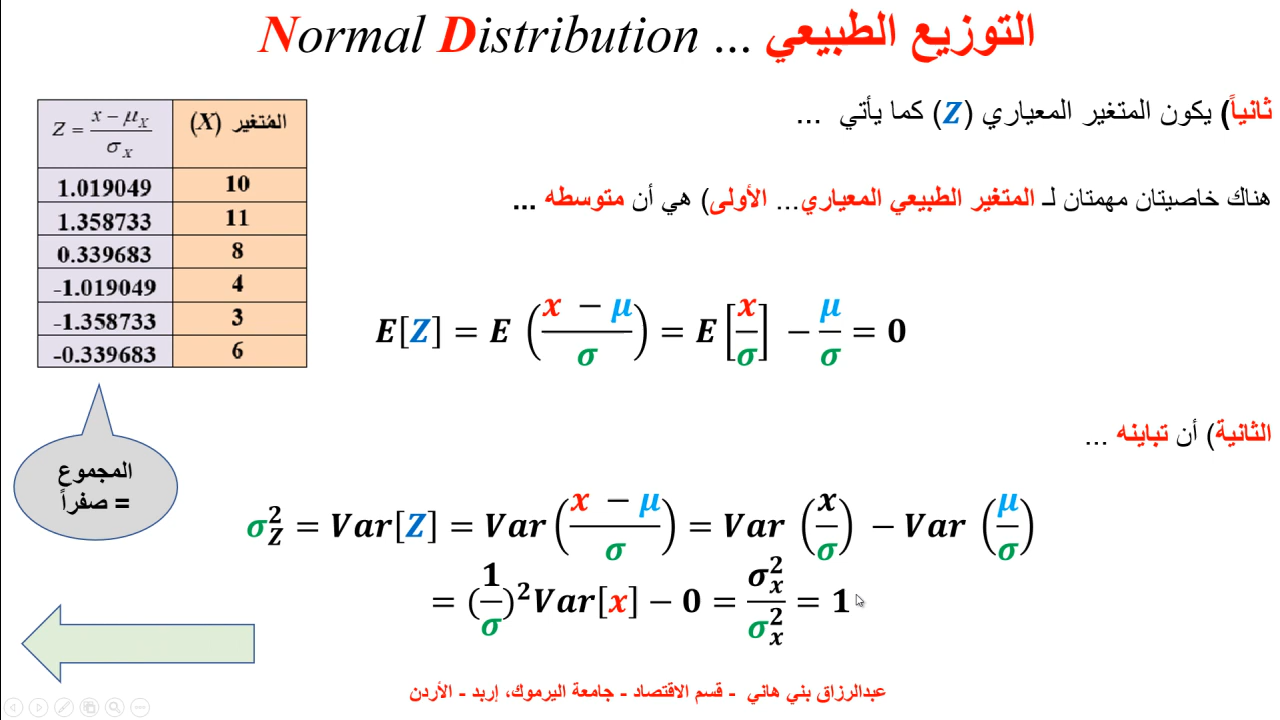 التوزيع الطبيعي ... Normal Distribution
ثانياً) يكون المتغير المعياري (Z) كما يأتي ...
هناك خاصيتان مهمتان لـ المتغير الطبيعي المعياري... الأولى) هي أن متوسطه ...
المُتغير (X) Z = (x − μ_X)/σ_X
10 1.019049
11 1.358733
8 0.339683
4 -1.019049
3 -1.358733
6 -0.339683
E[Z] = E ((x − μ)/σ) = E [x/σ] − μ/σ = 0
المجموع
= صفراً
الثانية) أن تباينه ...
σ²_Z = Var[Z] = Var((x − μ)/σ) = Var (x/σ) − Var (μ/σ)
= (1/σ)²Var[x] − 0 = σ²_x/σ²_x = 1
عبدالرزاق بني هاني - قسم الاقتصاد - جامعة اليرموك، إربد - الأردن